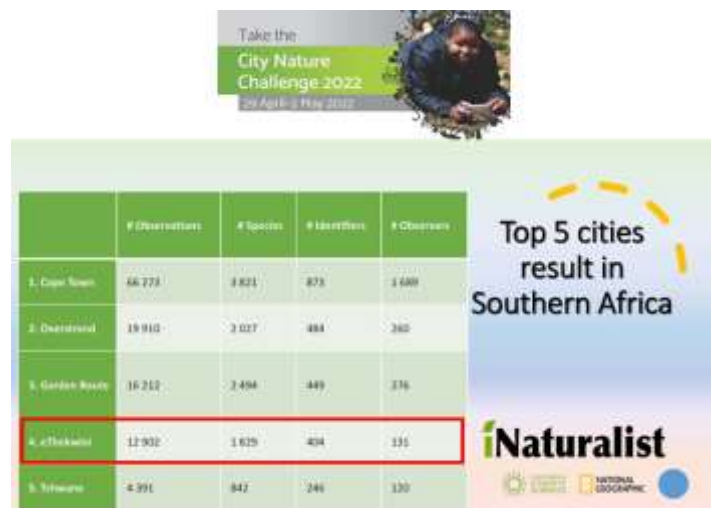 Take the
City Nature
Challenge 2022
29 April-2 May 2022
# Observations # Species # Identifiers # Observers
1. Cape Town 66 273 3 821 873 1 689
2. Overstrand 19 910 2 027 484 260
3. Garden Route 16 212 2 494 449 276
4. eThekwini 12 902 1 829 404 131
5. Tshwane 4 391 842 246 120
Top 5 cities
result in
Southern Africa
iNaturalist
NATIONAL
GEOGRAPHIC